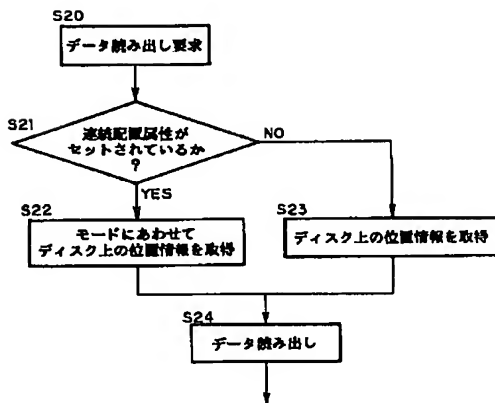 S20
データ読み出し要求
S21
連続配置属性が
セットされているか
?
NO
YES
S22
モードにあわせて
ディスク上の位置情報を取得
S23
ディスク上の位置情報を取得
S24
データ読み出し